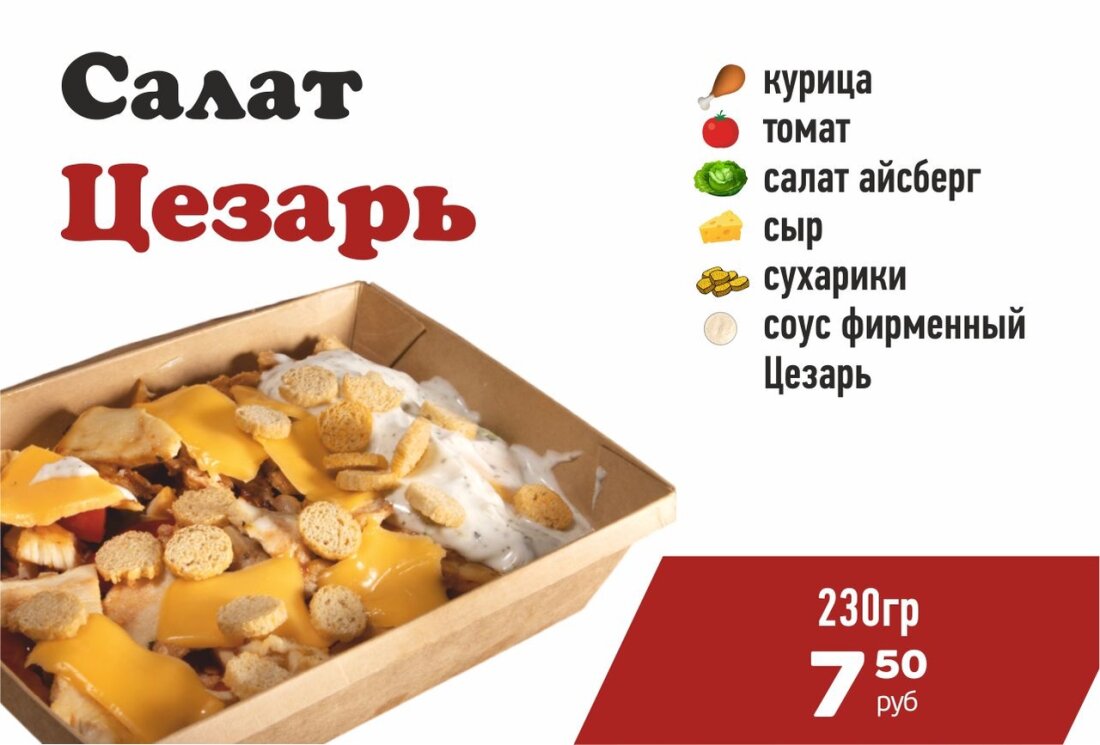 Салат
Цезарь
курица
томат
салат айсберг
сыр
сухарики
соус фирменный
Цезарь
230гр
7 50
руб